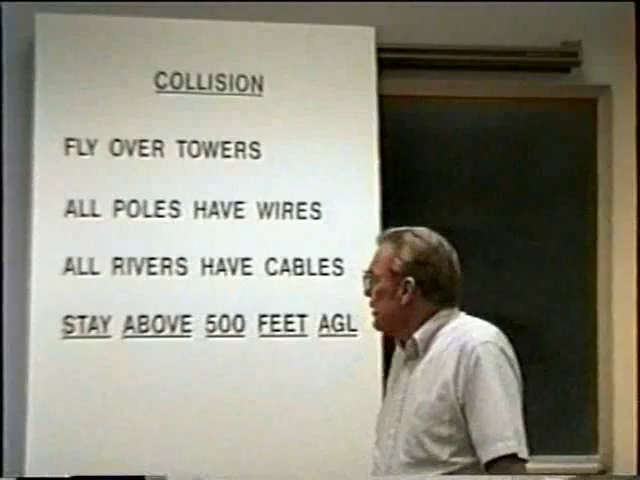 COLLISION
FLY OVER TOWERS
ALL POLES HAVE WIRES
ALL RIVERS HAVE CABLES
STAY ABOVE 500 FEET AGL